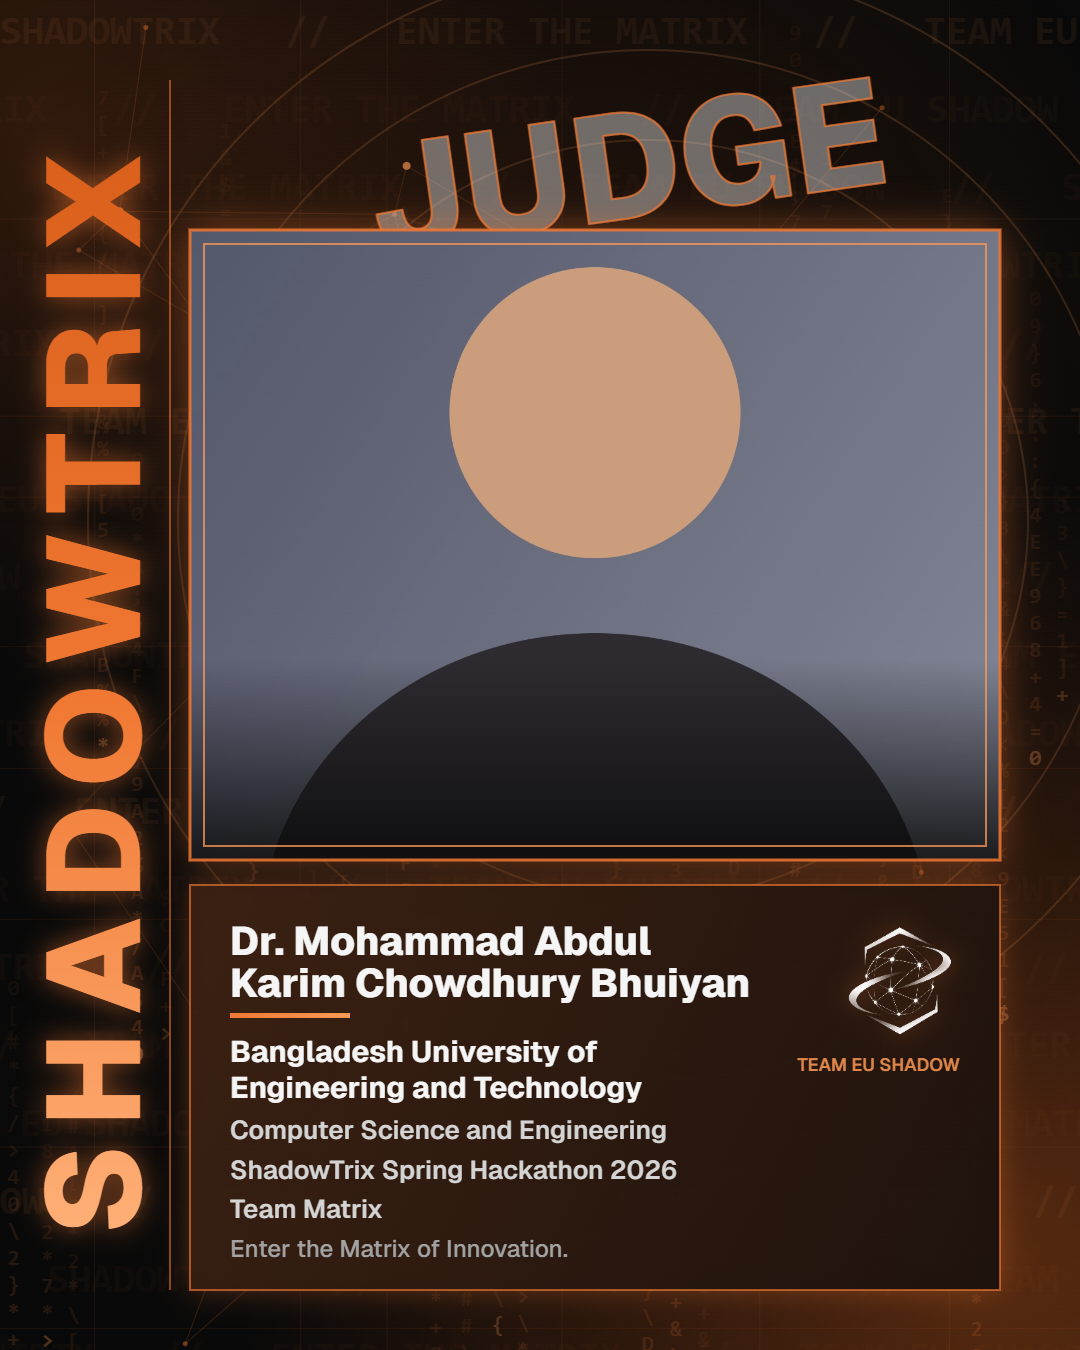 SHADOWTRIX // ENTER THE MATRIX // TEAM EU
JUDGE
SHADOWTRIX
Dr. Mohammad Abdul
Karim Chowdhury Bhuiyan
Bangladesh University of
Engineering and Technology
Computer Science and Engineering
ShadowTrix Spring Hackathon 2026
Team Matrix
Enter the Matrix of Innovation.
TEAM EU SHADOW